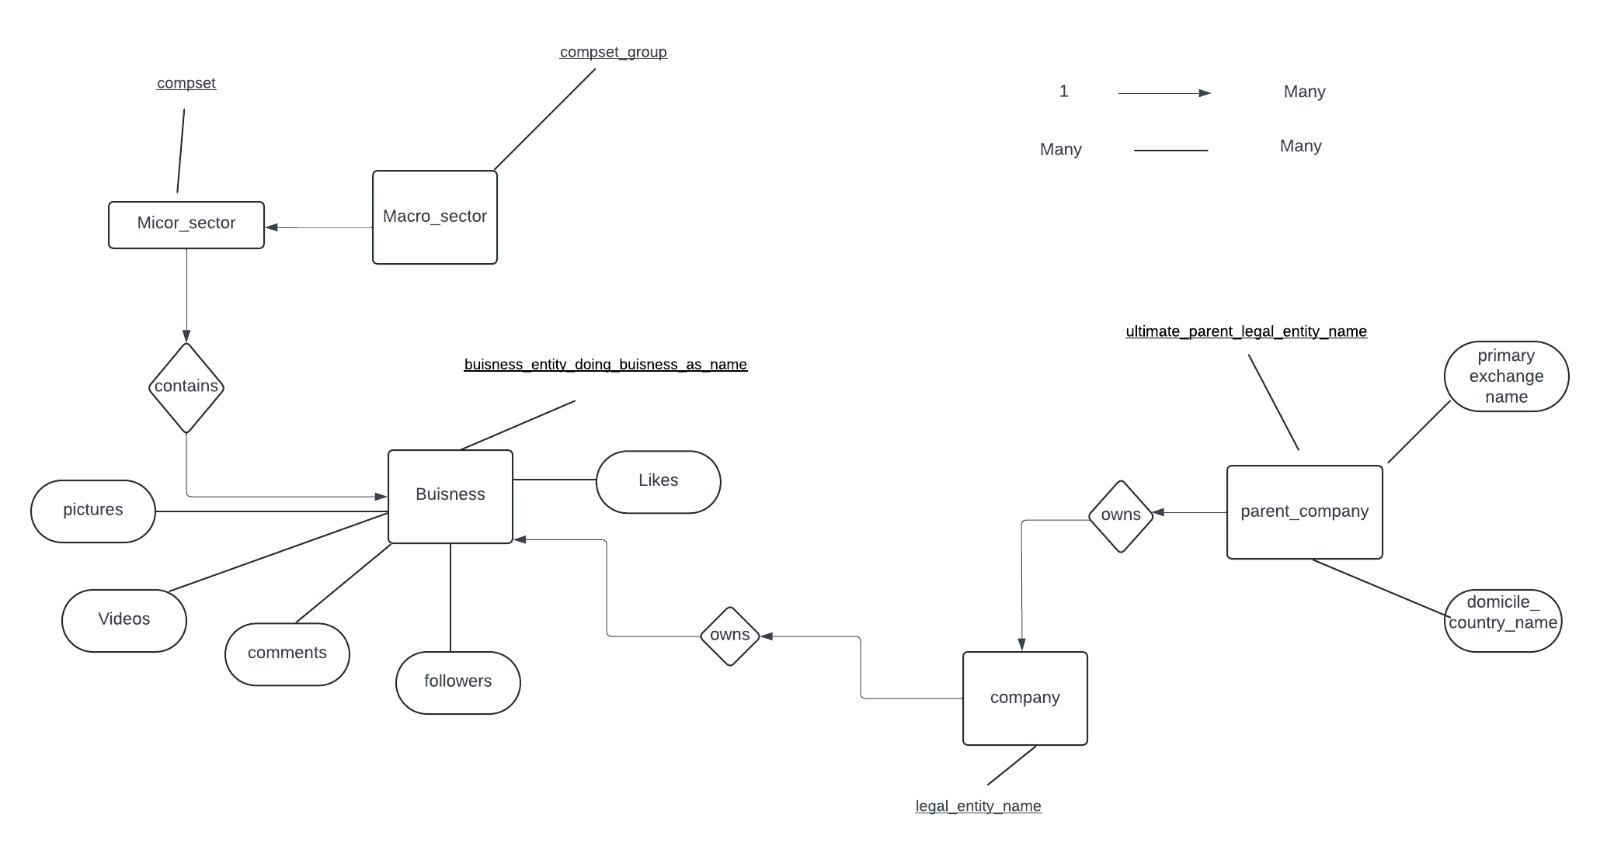 compset_group
compset
1
Many
Many
Many
Macro_sector
Micor_sector
ultimate_parent_legal_entity_name
primary
exchange
name
buisness_entity_doing_buisness_as_name
contains
Likes
Buisness
pictures
owns
parent_company
domicile_
country_name
Videos
owns
comments
followers
company
legal_entity_name